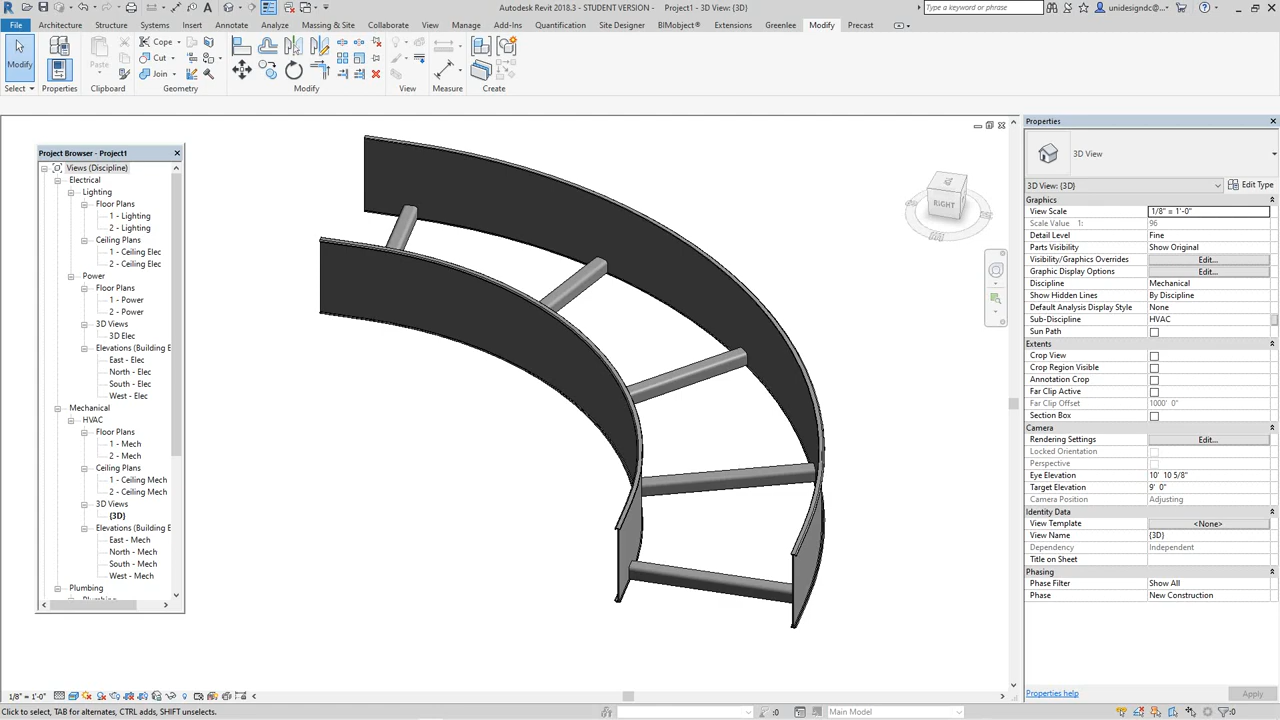 Autodesk Revit 2018.3 - STUDENT VERSION - Project1 - 3D View: {3D}
Type a keyword or phrase
unidesigndc...
File Architecture Structure Systems Insert Annotate Analyze Massing & Site Collaborate View Manage Add-Ins Quantification Site Designer BIMobject® Extensions Greenlee Modify Precast
Modify
Paste
Cope
Cut
Join
Select Properties Clipboard Geometry Modify View Measure Create
Project Browser - Project1
Views (Discipline)
Electrical
Lighting
Floor Plans
1 - Lighting
2 - Lighting
Ceiling Plans
1 - Ceiling Elec
2 - Ceiling Elec
Power
Floor Plans
1 - Power
2 - Power
3D Views
3D Elec
Elevations (Building E
East - Elec
North - Elec
South - Elec
West - Elec
Mechanical
HVAC
Floor Plans
1 - Mech
2 - Mech
Ceiling Plans
1 - Ceiling Mech
2 - Ceiling Mech
3D Views
{3D}
Elevations (Building E
East - Mech
North - Mech
South - Mech
West - Mech
Plumbing
RIGHT
Properties
3D View
3D View: {3D}
Edit Type
Graphics
View Scale 1/8" = 1'-0"
Scale Value 1: 96
Detail Level Fine
Parts Visibility Show Original
Visibility/Graphics Overrides Edit...
Graphic Display Options Edit...
Discipline Mechanical
Show Hidden Lines By Discipline
Default Analysis Display Style None
Sub-Discipline HVAC
Sun Path
Extents
Crop View
Crop Region Visible
Annotation Crop
Far Clip Active
Far Clip Offset 1000' 0"
Section Box
Camera
Rendering Settings Edit...
Locked Orientation
Perspective
Eye Elevation 10' 10 5/8"
Target Elevation 9' 0"
Camera Position Adjusting
Identity Data
View Template <None>
View Name {3D}
Dependency Independent
Title on Sheet
Phasing
Phase Filter Show All
Phase New Construction
Properties help
Apply
1/8" = 1'-0"
Click to select, TAB for alternates, CTRL adds, SHIFT unselects.
:0
Main Model
:0